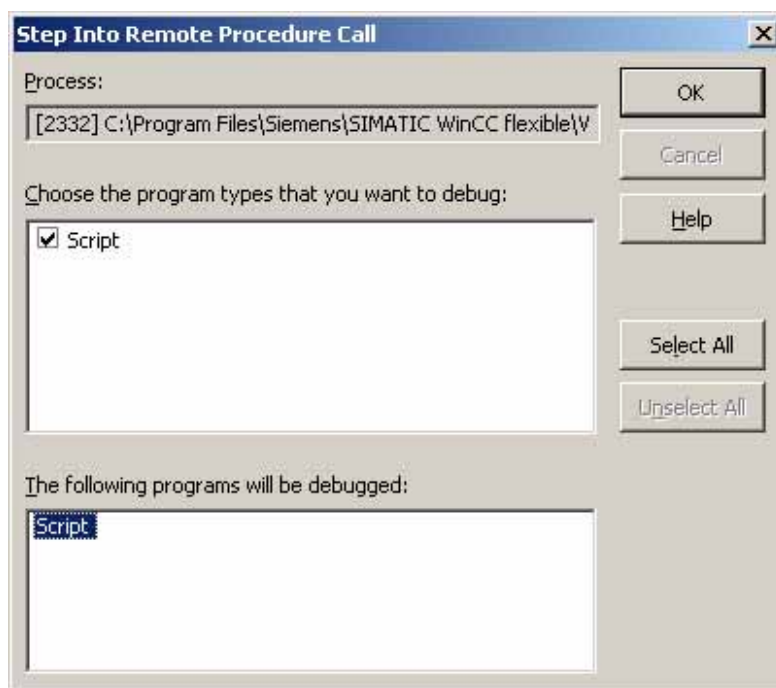 Step Into Remote Procedure Call
Process:
[2332] C:\Program Files\Siemens\SIMATIC WinCC flexible\
OK
Cancel
Choose the program types that you want to debug:
Help
Script
Select All
Unselect All
The following programs will be debugged:
Script